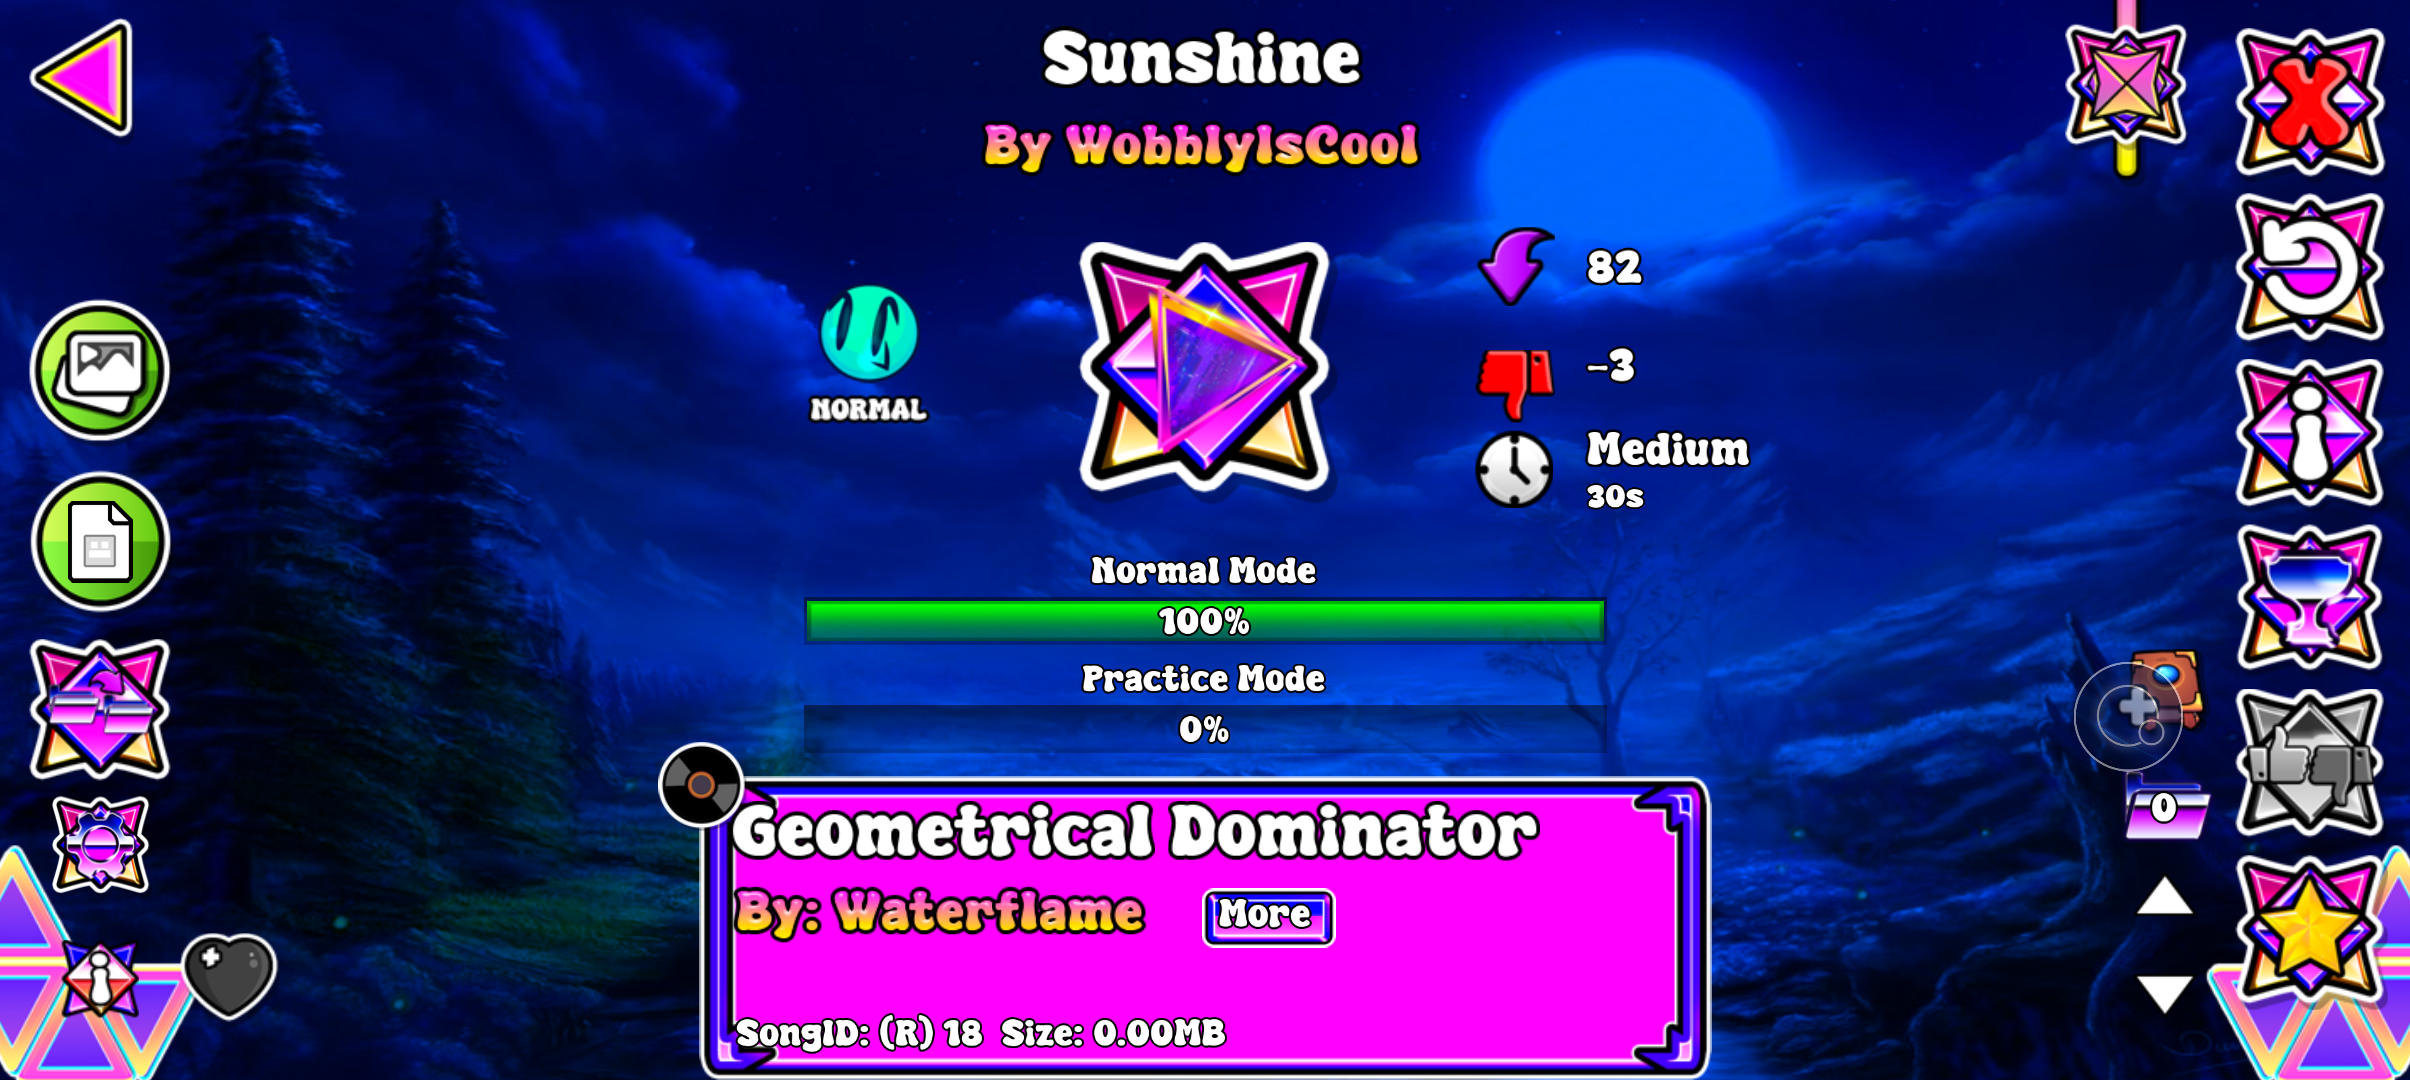 Sunshine
By WobblyIsCool
82
-3
Medium
30s
NORMAL
Normal Mode
100%
Practice Mode
0%
Geometrical Dominator
By: Waterflame
More
SongID: (R) 18 Size: 0.00MB
0